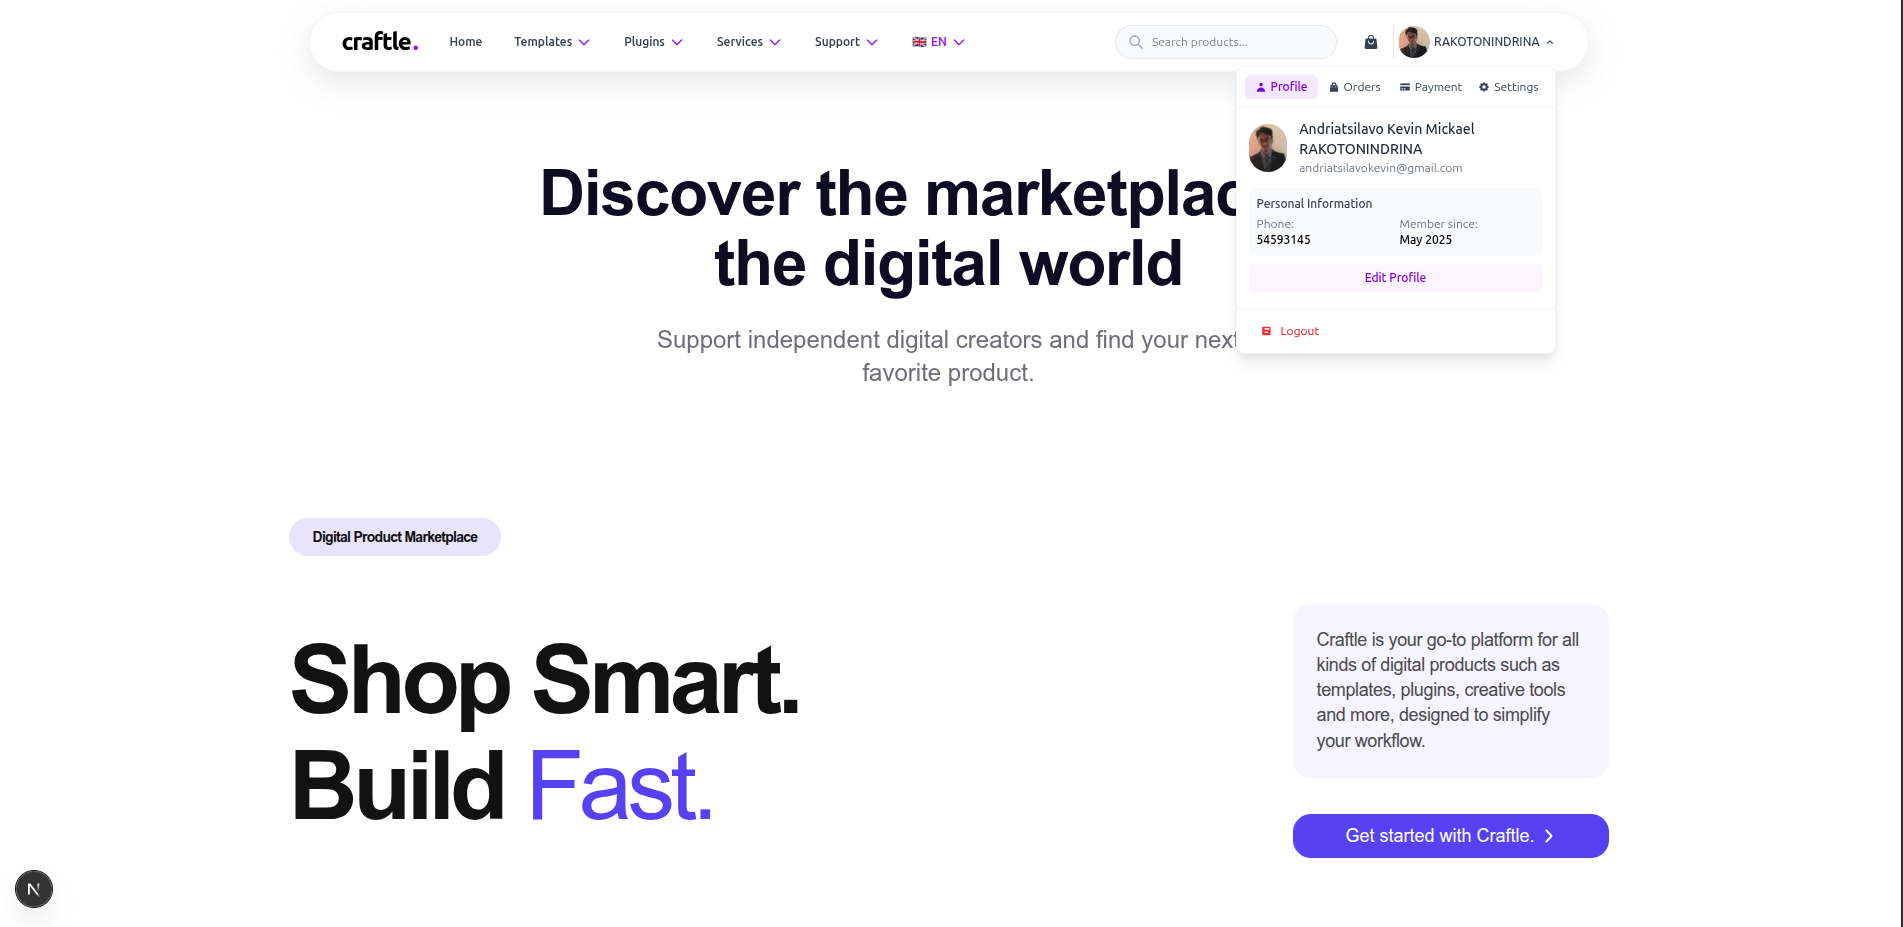 craftle.
Home
Templates
Plugins
Services
Support
EN
Search products...
RAKOTONINDRINA
Profile
Orders
Payment
Settings
Andriatsilavo Kevin Mickael
RAKOTONINDRINA
andriatsilavokevin@gmail.com
Personal Information
Phone:
54593145
Member since:
May 2025
Edit Profile
Logout
Discover the marketplac
the digital world
Support independent digital creators and find your next
favorite product.
Digital Product Marketplace
Shop Smart.
Build Fast.
Craftle is your go-to platform for all
kinds of digital products such as
templates, plugins, creative tools
and more, designed to simplify
your workflow.
Get started with Craftle.
N